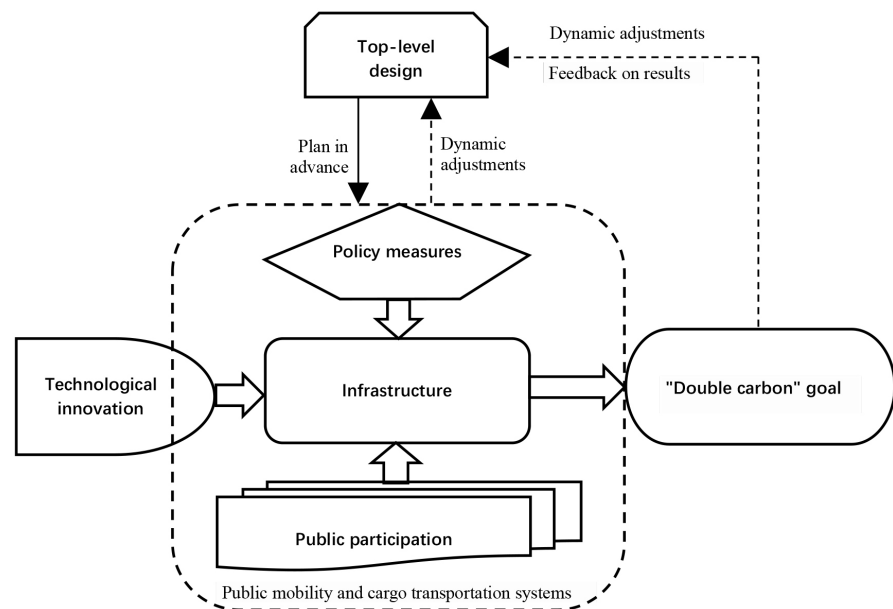 Top-level
design
Dynamic adjustments
Feedback on results
Plan in
advance
Dynamic
adjustments
Policy measures
Technological
innovation
Infrastructure
"Double carbon" goal
Public participation
Public mobility and cargo transportation systems